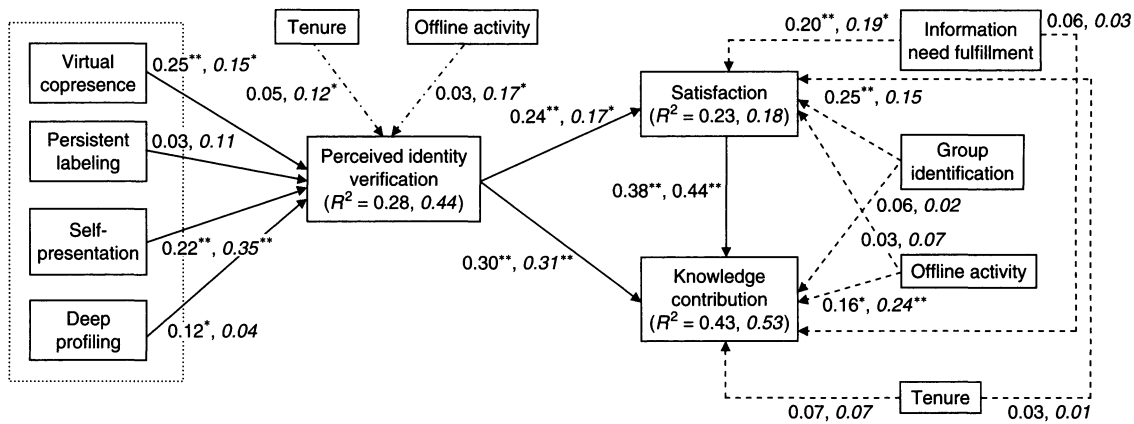 Tenure
Offline activity
Virtual
copresence
0.25**, 0.15*
Persistent
labeling
0.03, 0.11
Self-
presentation
0.22**, 0.35**
Deep
profiling
0.12*, 0.04
0.05, 0.12*
0.03, 0.17*
Perceived identity
verification
(R² = 0.28, 0.44)
0.24**, 0.17*
0.30**, 0.31**
Satisfaction
(R² = 0.23, 0.18)
0.38**, 0.44**
Knowledge
contribution
(R² = 0.43, 0.53)
0.20**, 0.19*
Information
need fulfillment
0.06, 0.03
0.25**, 0.15
Group
identification
0.06, 0.02
0.03, 0.07
Offline activity
0.16*, 0.24**
Tenure
0.07, 0.07
0.03, 0.01